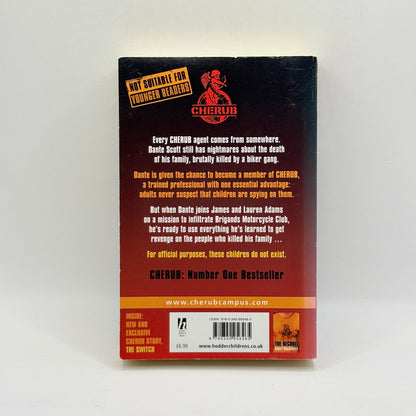 NOT SUITABLE FOR
YOUNGER READERS
CHERUB
Every CHERUB agent comes from somewhere.
Dante Scott still has nightmares about the death
of his family, brutally killed by a biker gang.
Dante is given the chance to become a member of CHERUB,
a trained professional with one essential advantage:
adults never suspect that children are spying on them.
But when Dante joins James and Lauren Adams
on a mission to infiltrate Brigands Motorcycle Club,
he's ready to use everything he's learned to get
revenge on the people who killed his family ...
For official purposes, these children do not exist.
CHERUB: Number One Bestseller
www.cherubcampus.com
INSIDE:
NEW AND
EXCLUSIVE
CHERUB STORY,
THE SWITCH
£6.99
www.hodderchildrens.co.uk
THE RECRUIT